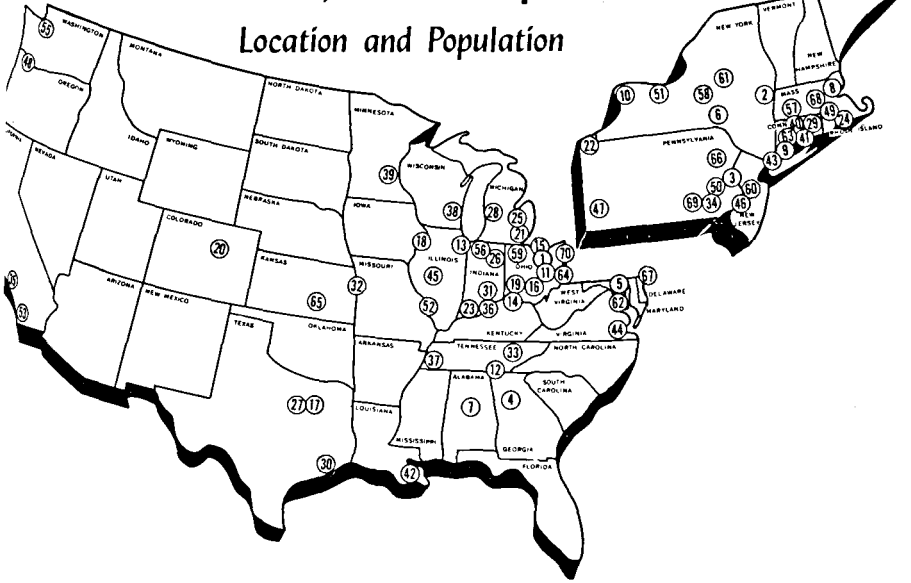 Location and Population
WASHINGTON
MONTANA
OREGON
IDAHO
WYOMING
NEVADA
UTAH
COLORADO
ARIZONA
NEW MEXICO
NORTH DAKOTA
SOUTH DAKOTA
NEBRASKA
KANSAS
OKLAHOMA
TEXAS
MINNESOTA
IOWA
MISSOURI
ARKANSAS
LOUISIANA
WISCONSIN
MICHIGAN
ILLINOIS
INDIANA
OHIO
KENTUCKY
TENNESSEE
MISSISSIPPI
ALABAMA
GEORGIA
FLORIDA
SOUTH CAROLINA
NORTH CAROLINA
VIRGINIA
WEST VIRGINIA
MARYLAND
DELAWARE
NEW YORK
VERMONT
NEW HAMPSHIRE
MASS
CONN
RHODE ISLAND
PENNSYLVANIA
NEW JERSEY
55
48
20
65
27
17
30
42
39
38
18
45
52
32
13
56
26
31
23
36
28
25
21
59
15
1
70
11
64
19
16
14
5
67
62
44
37
33
12
7
4
10
51
58
61
6
2
57
68
8
49
24
29
41
63
9
43
22
66
3
50
60
69
34
46
47